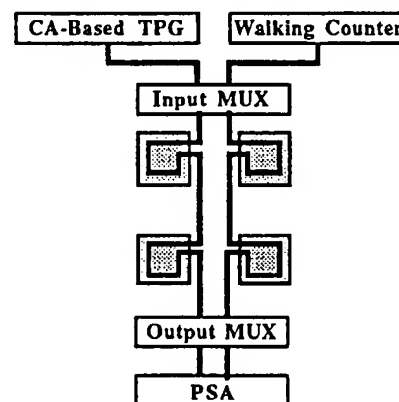 CA-Based TPG
Walking Counter
Input MUX
Output MUX
PSA